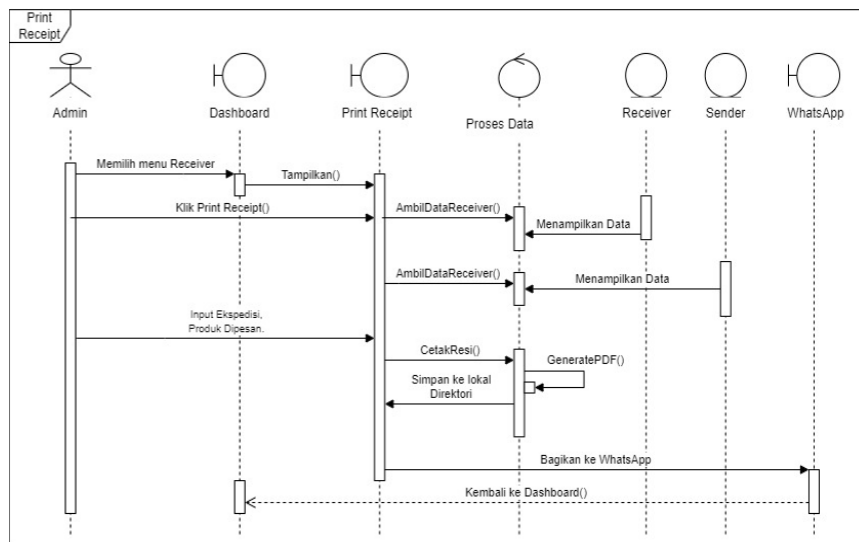 Print
Receipt
Admin
Dashboard
Print Receipt
Proses Data
Receiver
Sender
WhatsApp
Memilih menu Receiver
Tampilkan()
Klik Print Receipt()
AmbilDataReceiver()
Menampilkan Data
AmbilDataReceiver()
Menampilkan Data
Input Ekspedisi,
Produk Dipesan.
CetakResi()
GeneratePDF()
Simpan ke lokal
Direktori
Bagikan ke WhatsApp
Kembali ke Dashboard()